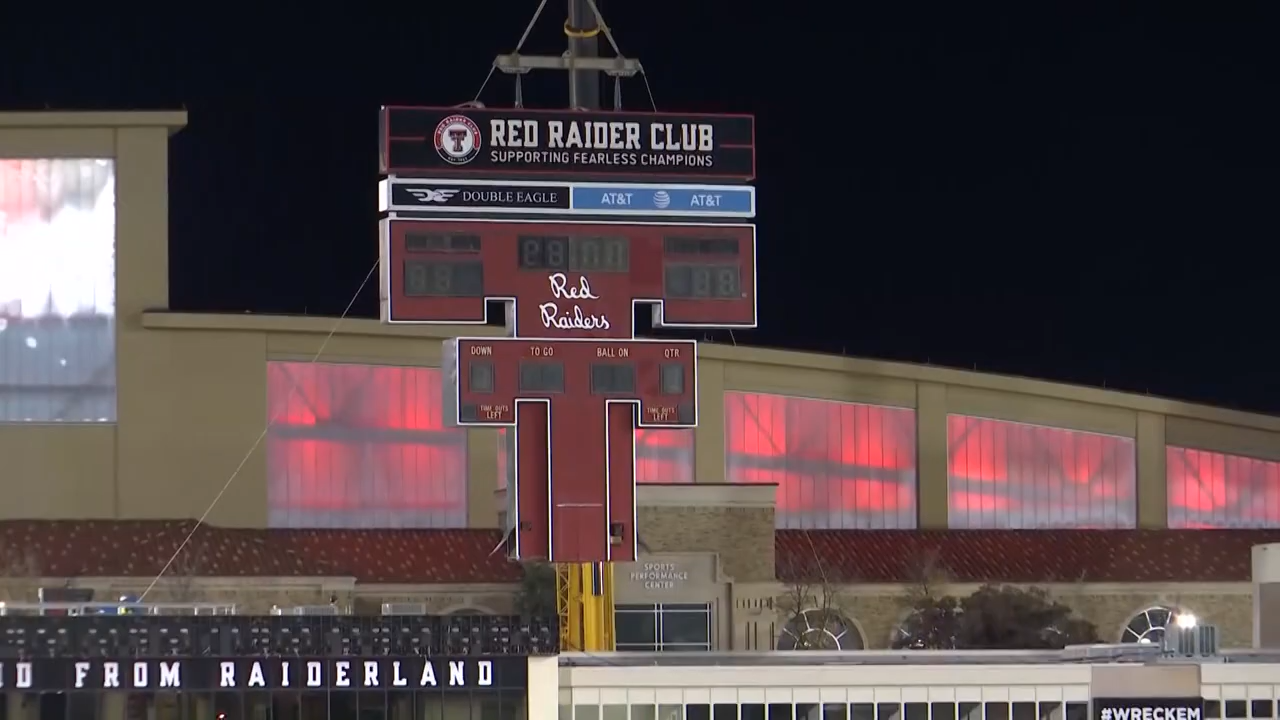 RED RAIDER CLUB
SUPPORTING FEARLESS CHAMPIONS
DOUBLE EAGLE
AT&T
AT&T
Red
Raiders
DOWN
TO GO
BALL ON
QTR
TIME OUTS
LEFT
TIME OUTS
LEFT
SPORTS
PERFORMANCE
CENTER
FROM RAIDERLAND
#WRECKEM